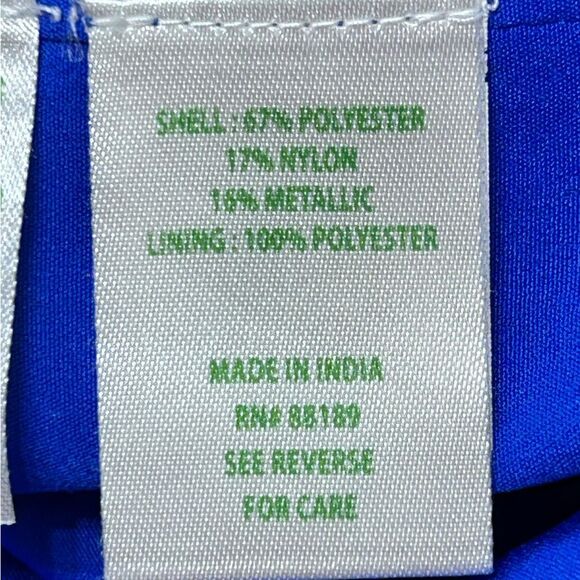 SHELL : 67% POLYESTER
17% NYLON
16% METALLIC
LINING : 100% POLYESTER
MADE IN INDIA
RN# 88189
SEE REVERSE
FOR CARE